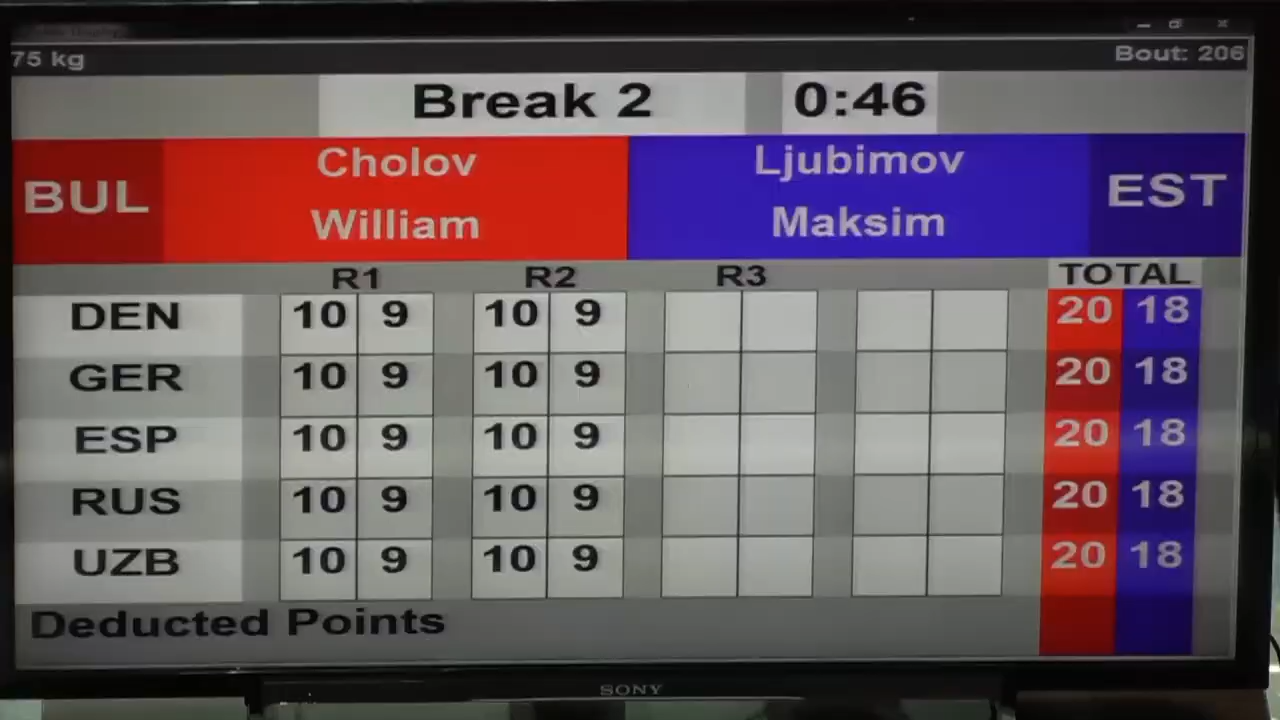 75 kg Bout: 206
Break 2 0:46
BUL Cholov William Ljubimov Maksim EST
R1 R2 R3 TOTAL
DEN 10 9 10 9 20 18
GER 10 9 10 9 20 18
ESP 10 9 10 9 20 18
RUS 10 9 10 9 20 18
UZB 10 9 10 9 20 18
Deducted Points
SONY